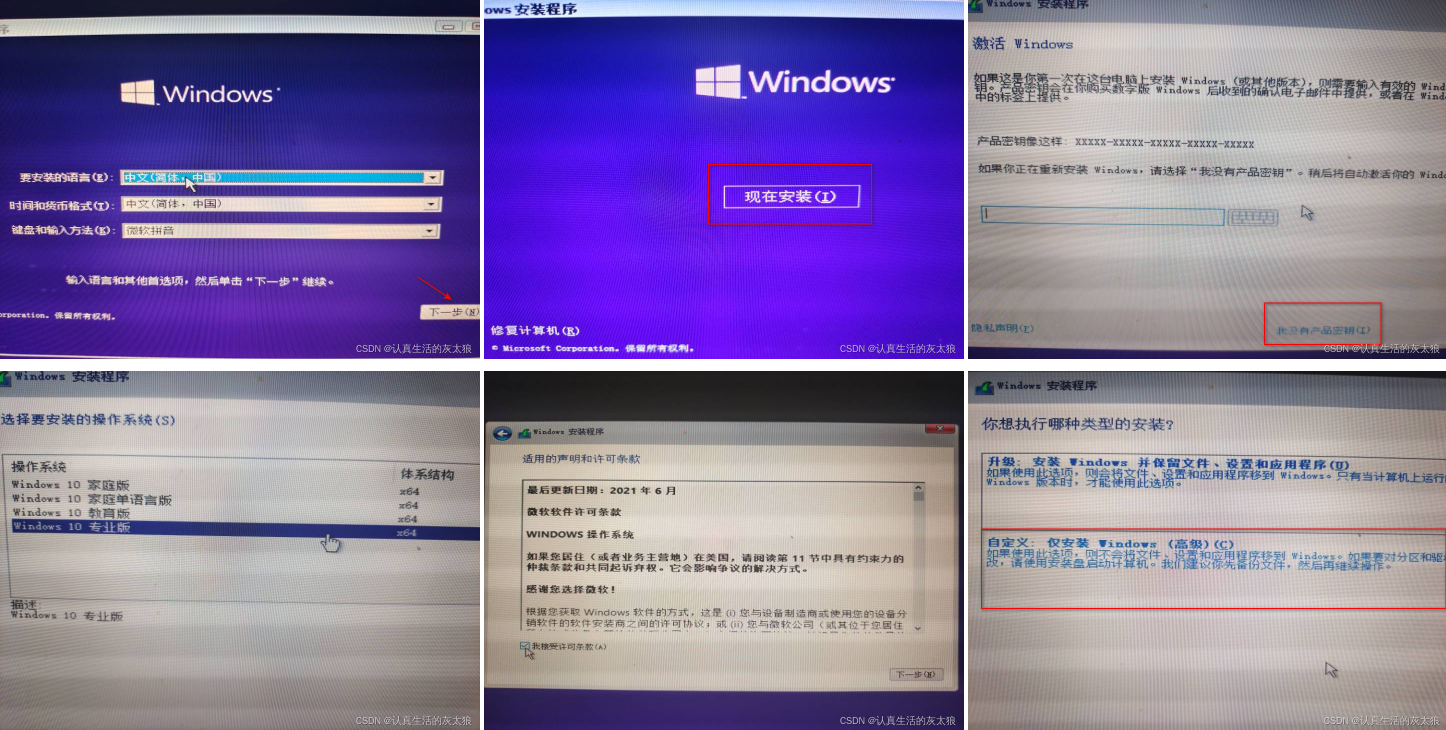 序
Windows
要安装的语言(E):
中文(简体，中国)
时间和货币格式(T):
中文(简体，中国)
键盘和输入方法(K):
微软拼音
输入语言和其他首选项，然后单击“下一步”继续。
orporation。保留所有权利。
下一步(N)
CSDN @认真生活的灰太狼
ows 安装程序
Windows
现在安装(I)
修复计算机(R)
© Microsoft Corporation。保留所有权利。
CSDN @认真生活的灰太狼
Windows 安装程序
激活 Windows
如果这是你第一次在这台电脑上安装 Windows (或其他版本)，则需要输入有效的 Wind
钥。产品密钥会在你购买数字版 Windows 后收到的确认电子邮件中提供，或者在 Windo
中的标签上提供。
产品密钥像这样: XXXXX-XXXXX-XXXXX-XXXXX-XXXXX
如果你正在重新安装 Windows，请选择“我没有产品密钥”。稍后将自动激活你的 Windo
隐私声明(P)
我没有产品密钥(I)
CSDN @认真生活的灰太狼
Windows 安装程序
选择要安装的操作系统(S)
操作系统 体系结构
Windows 10 家庭版 x64
Windows 10 家庭单语言版 x64
Windows 10 教育版 x64
Windows 10 专业版 x64
描述:
Windows 10 专业版
CSDN @认真生活的灰太狼
Windows 安装程序
适用的声明和许可条款
最后更新日期：2021 年 6 月
微软软件许可条款
WINDOWS 操作系统
如果您居住（或者业务主营地）在美国，请阅读第 11 节中具有约束力的
仲裁条款和共同起诉弃权。它会影响争议的解决方式。
感谢您选择微软！
根据您获取 Windows 软件的方式，这是 (i) 您与设备制造商或使用您的设备分
销软件的软件安装商之间的许可协议；或 (ii) 您与微软公司（或其位于您居住
我接受许可条款(A)
下一步(N)
CSDN @认真生活的灰太狼
Windows 安装程序
你想执行哪种类型的安装?
升级: 安装 Windows 并保留文件、设置和应用程序(U)
如果使用此选项，则会将文件、设置和应用程序移到 Windows。只有当计算机上运行
Windows 版本时，才能使用此选项。
自定义: 仅安装 Windows (高级)(C)
如果使用此选项，则不会将文件、设置和应用程序移到 Windows。如果要对分区和驱
改，请使用安装盘启动计算机。我们建议你先备份文件，然后再继续操作。
CSDN @认真生活的灰太狼